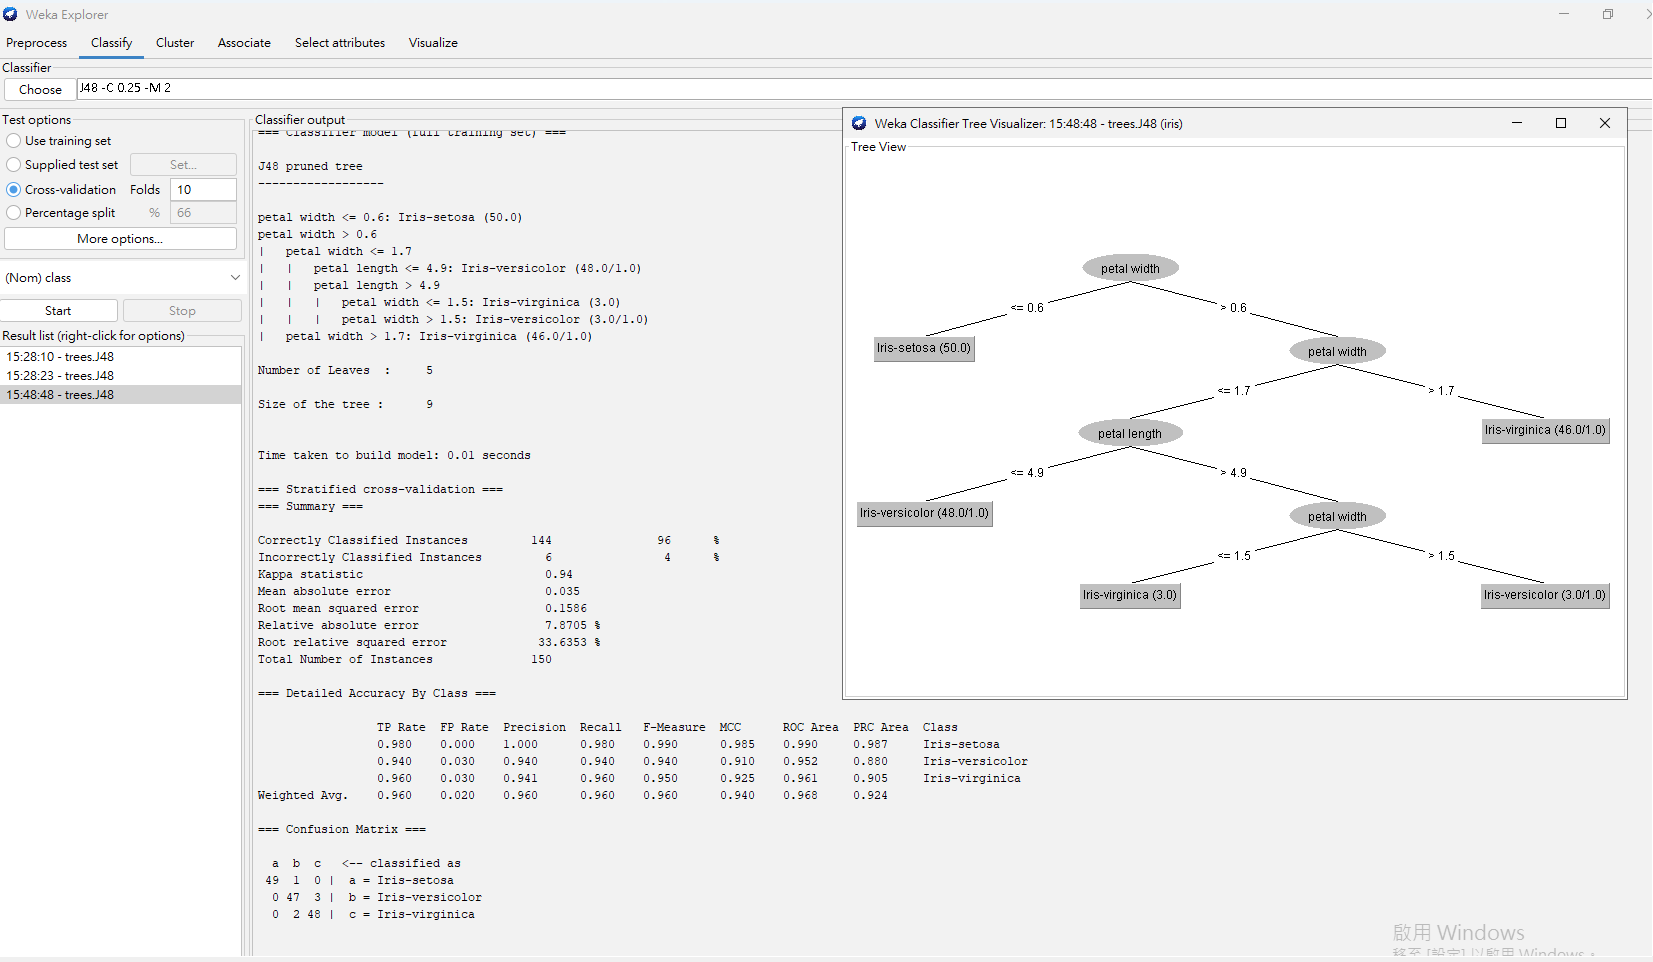 Weka Explorer
Preprocess Classify Cluster Associate Select attributes Visualize
Classifier
Choose J48 -C 0.25 -M 2
Test options
Use training set
Supplied test set Set...
Cross-validation Folds 10
Percentage split % 66
More options...
(Nom) class
Start Stop
Result list (right-click for options)
15:28:10 - trees.J48
15:28:23 - trees.J48
15:48:48 - trees.J48
Classifier output
=== Classifier model (full training set) ===
J48 pruned tree
------------------
petal width <= 0.6: Iris-setosa (50.0)
petal width > 0.6
|   petal width <= 1.7
|   |   petal length <= 4.9: Iris-versicolor (48.0/1.0)
|   |   petal length > 4.9
|   |   |   petal width <= 1.5: Iris-virginica (3.0)
|   |   |   petal width > 1.5: Iris-versicolor (3.0/1.0)
|   petal width > 1.7: Iris-virginica (46.0/1.0)
Number of Leaves  :     5
Size of the tree :      9
Time taken to build model: 0.01 seconds
=== Stratified cross-validation ===
=== Summary ===
Correctly Classified Instances         144               96      %
Incorrectly Classified Instances         6                4      %
Kappa statistic                          0.94
Mean absolute error                      0.035
Root mean squared error                  0.1586
Relative absolute error                  7.8705 %
Root relative squared error             33.6353 %
Total Number of Instances              150
=== Detailed Accuracy By Class ===
TP Rate  FP Rate  Precision  Recall   F-Measure  MCC      ROC Area  PRC Area  Class
0.980    0.000    1.000      0.980    0.990      0.985    0.990     0.987     Iris-setosa
0.940    0.030    0.940      0.940    0.940      0.910    0.952     0.880     Iris-versicolor
0.960    0.030    0.941      0.960    0.950      0.925    0.961     0.905     Iris-virginica
Weighted Avg.    0.960    0.020    0.960      0.960    0.960      0.940    0.968     0.924
=== Confusion Matrix ===
a  b  c   <-- classified as
49  1  0 |  a = Iris-setosa
0 47  3 |  b = Iris-versicolor
0  2 48 |  c = Iris-virginica
Weka Classifier Tree Visualizer: 15:48:48 - trees.J48 (iris)
Tree View
petal width
<= 0.6 > 0.6
Iris-setosa (50.0) petal width
<= 1.7 > 1.7
petal length Iris-virginica (46.0/1.0)
<= 4.9 > 4.9
Iris-versicolor (48.0/1.0) petal width
<= 1.5 > 1.5
Iris-virginica (3.0) Iris-versicolor (3.0/1.0)
啟用 Windows
移至 [設定] 以啟用 Windows。